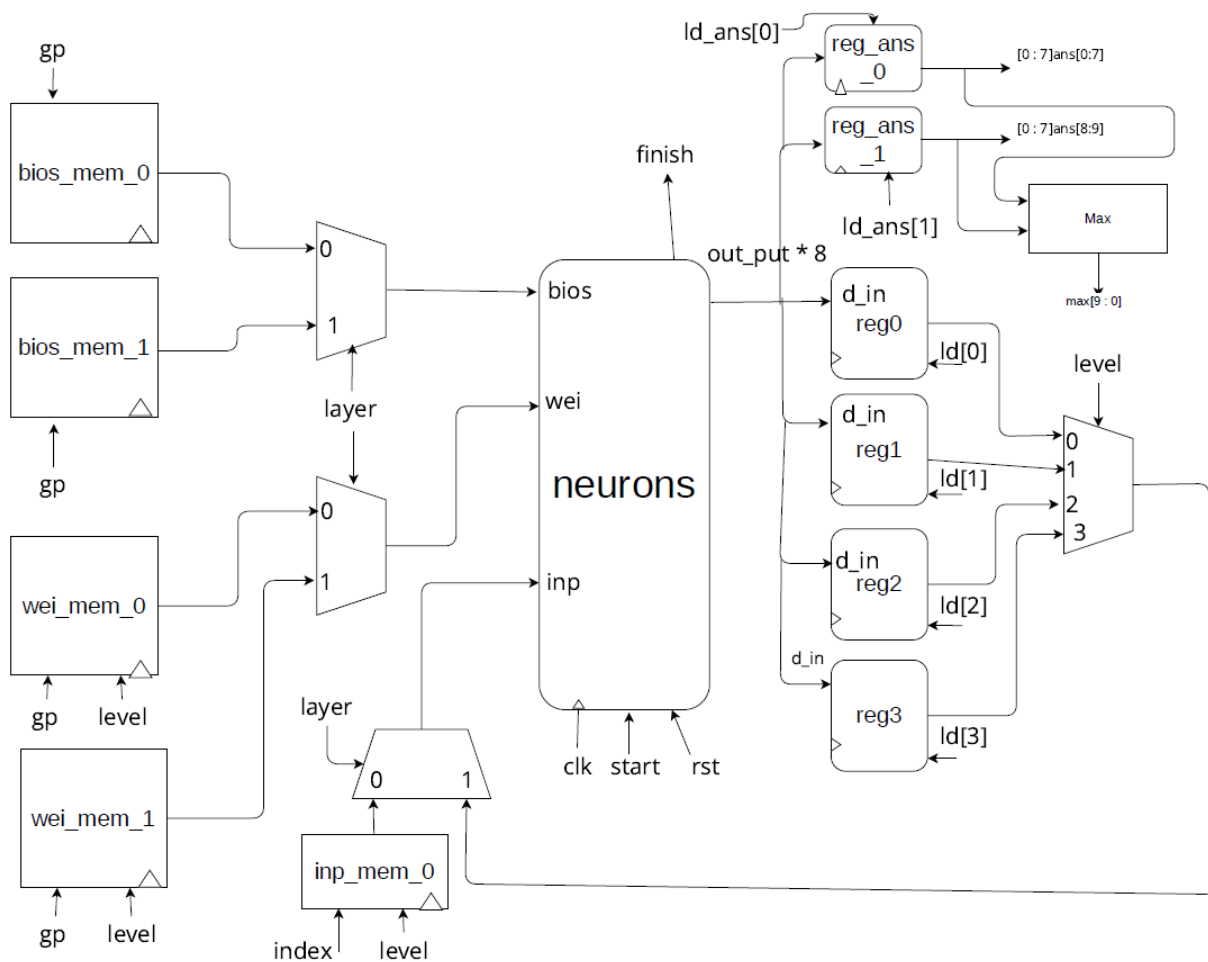 ld_ans[0]
reg_ans
_0
[0 : 7]ans[0:7]
gp
bios_mem_0
reg_ans
_1
[0 : 7]ans[8:9]
finish
ld_ans[1]
Max
0
1
out_put * 8
max[9 : 0]
bios_mem_1
bios
d_in
reg0
ld[0]
level
gp
layer
wei
d_in
reg1
ld[1]
0
1
2
3
neurons
0
1
wei_mem_0
inp
d_in
reg2
ld[2]
gp
level
d_in
reg3
ld[3]
layer
clk
start
rst
0
1
wei_mem_1
inp_mem_0
gp
level
index
level